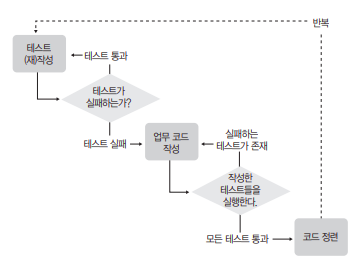 반복
테스트
(재)작성
테스트 통과
테스트가
실패하는가?
테스트 실패
업무 코드
작성
실패하는
테스트가 존재
작성한
테스트들을
실행한다.
모든 테스트 통과
코드 정련